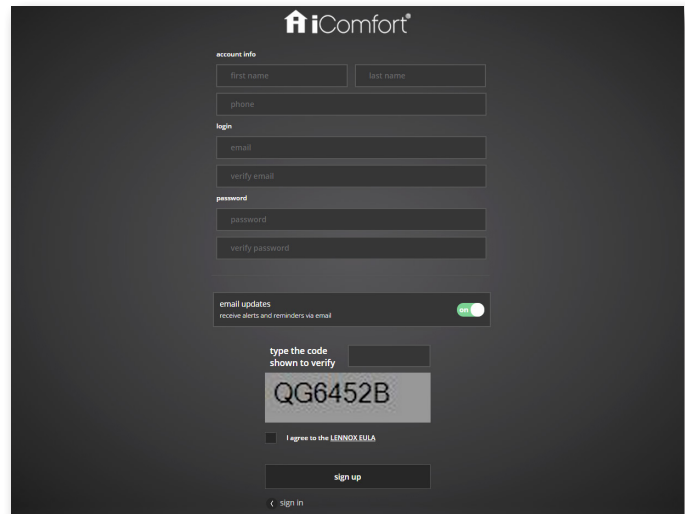 iComfort®
account info
first name last name
phone
login
email
verify email
password
password
verify password
email updates
receive alerts and reminders via email
on
type the code
shown to verify
QG6452B
I agree to the LENNOX EULA
sign up
sign in